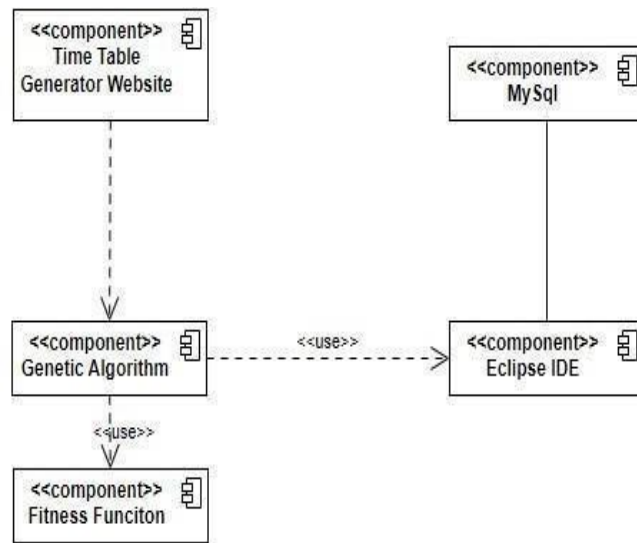 <<component>>
Time Table
Generator Website
<<component>>
MySql
<<component>>
Genetic Algorithm
<<use>>
<<component>>
Eclipse IDE
<<use>>
<<component>>
Fitness Funciton